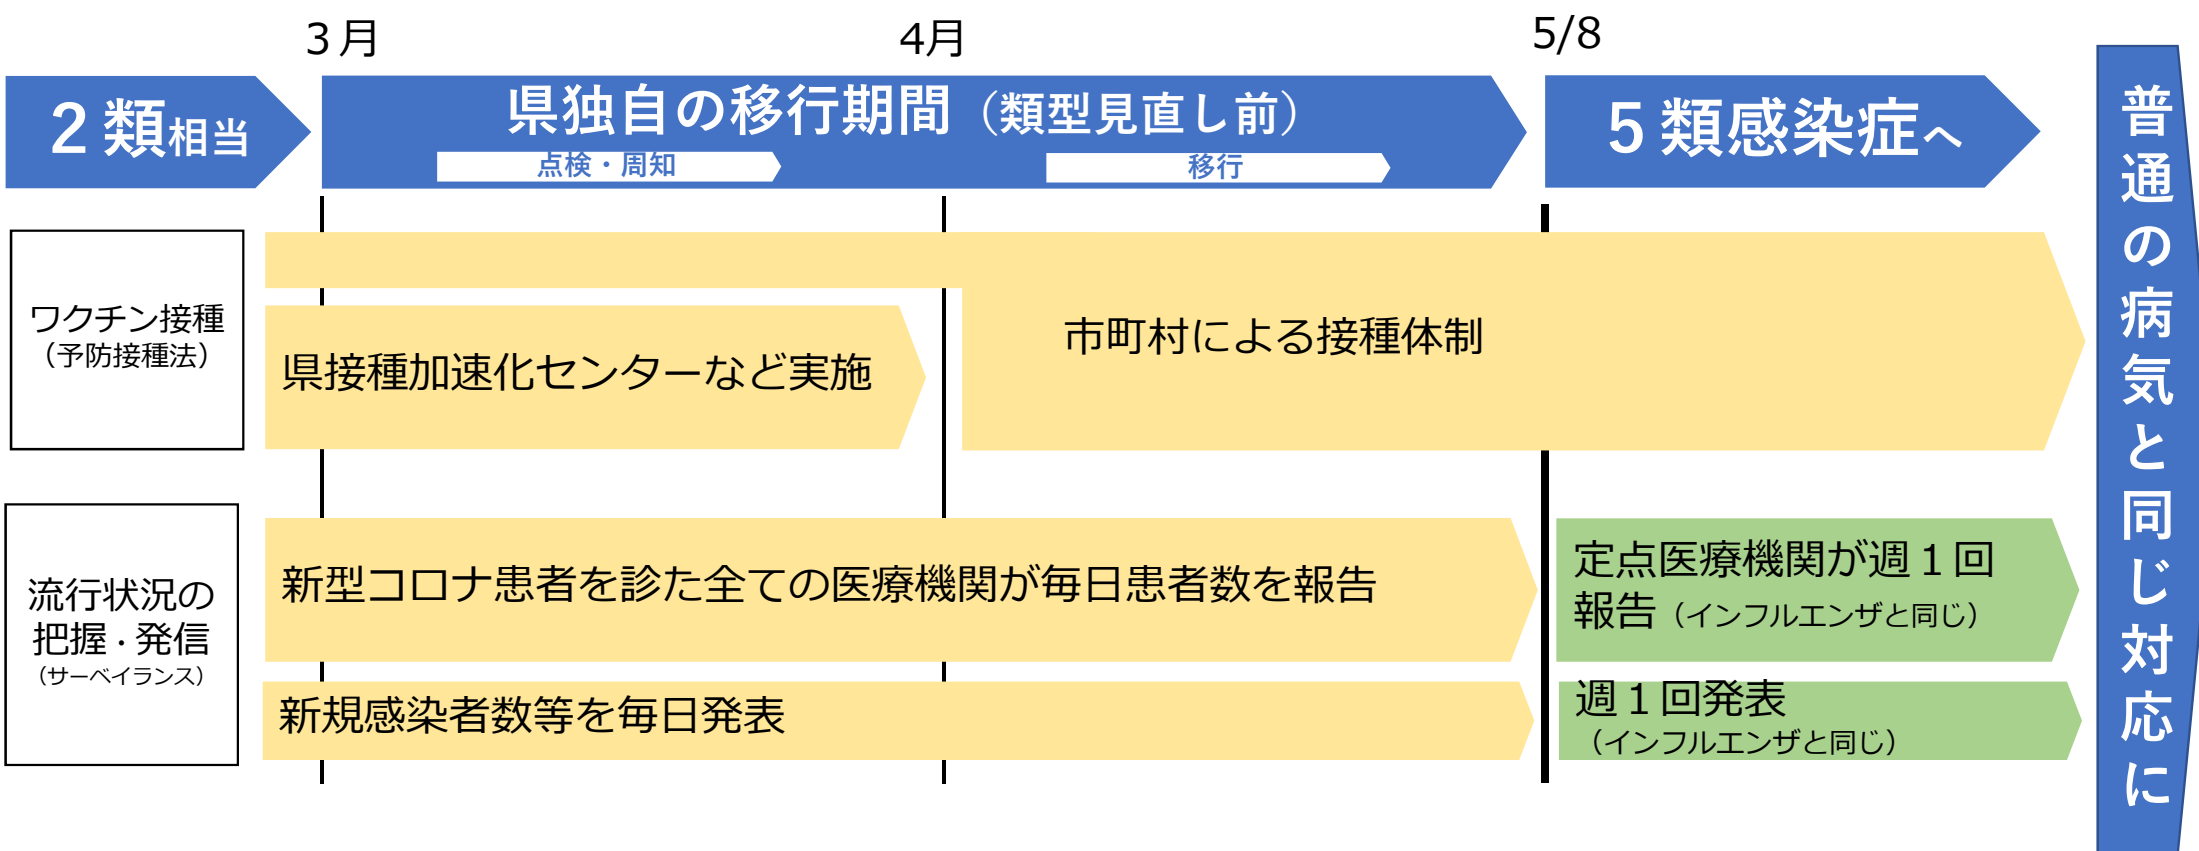 3月
4月
5/8
2類相当
県独自の移行期間（類型見直し前）
点検・周知
移行
5類感染症へ
普通の病気と同じ対応に
ワクチン接種
（予防接種法）
県接種加速化センターなど実施
市町村による接種体制
流行状況の
把握・発信
（サーベイランス）
新型コロナ患者を診た全ての医療機関が毎日患者数を報告
定点医療機関が週１回
報告（インフルエンザと同じ）
新規感染者数等を毎日発表
週１回発表
（インフルエンザと同じ）